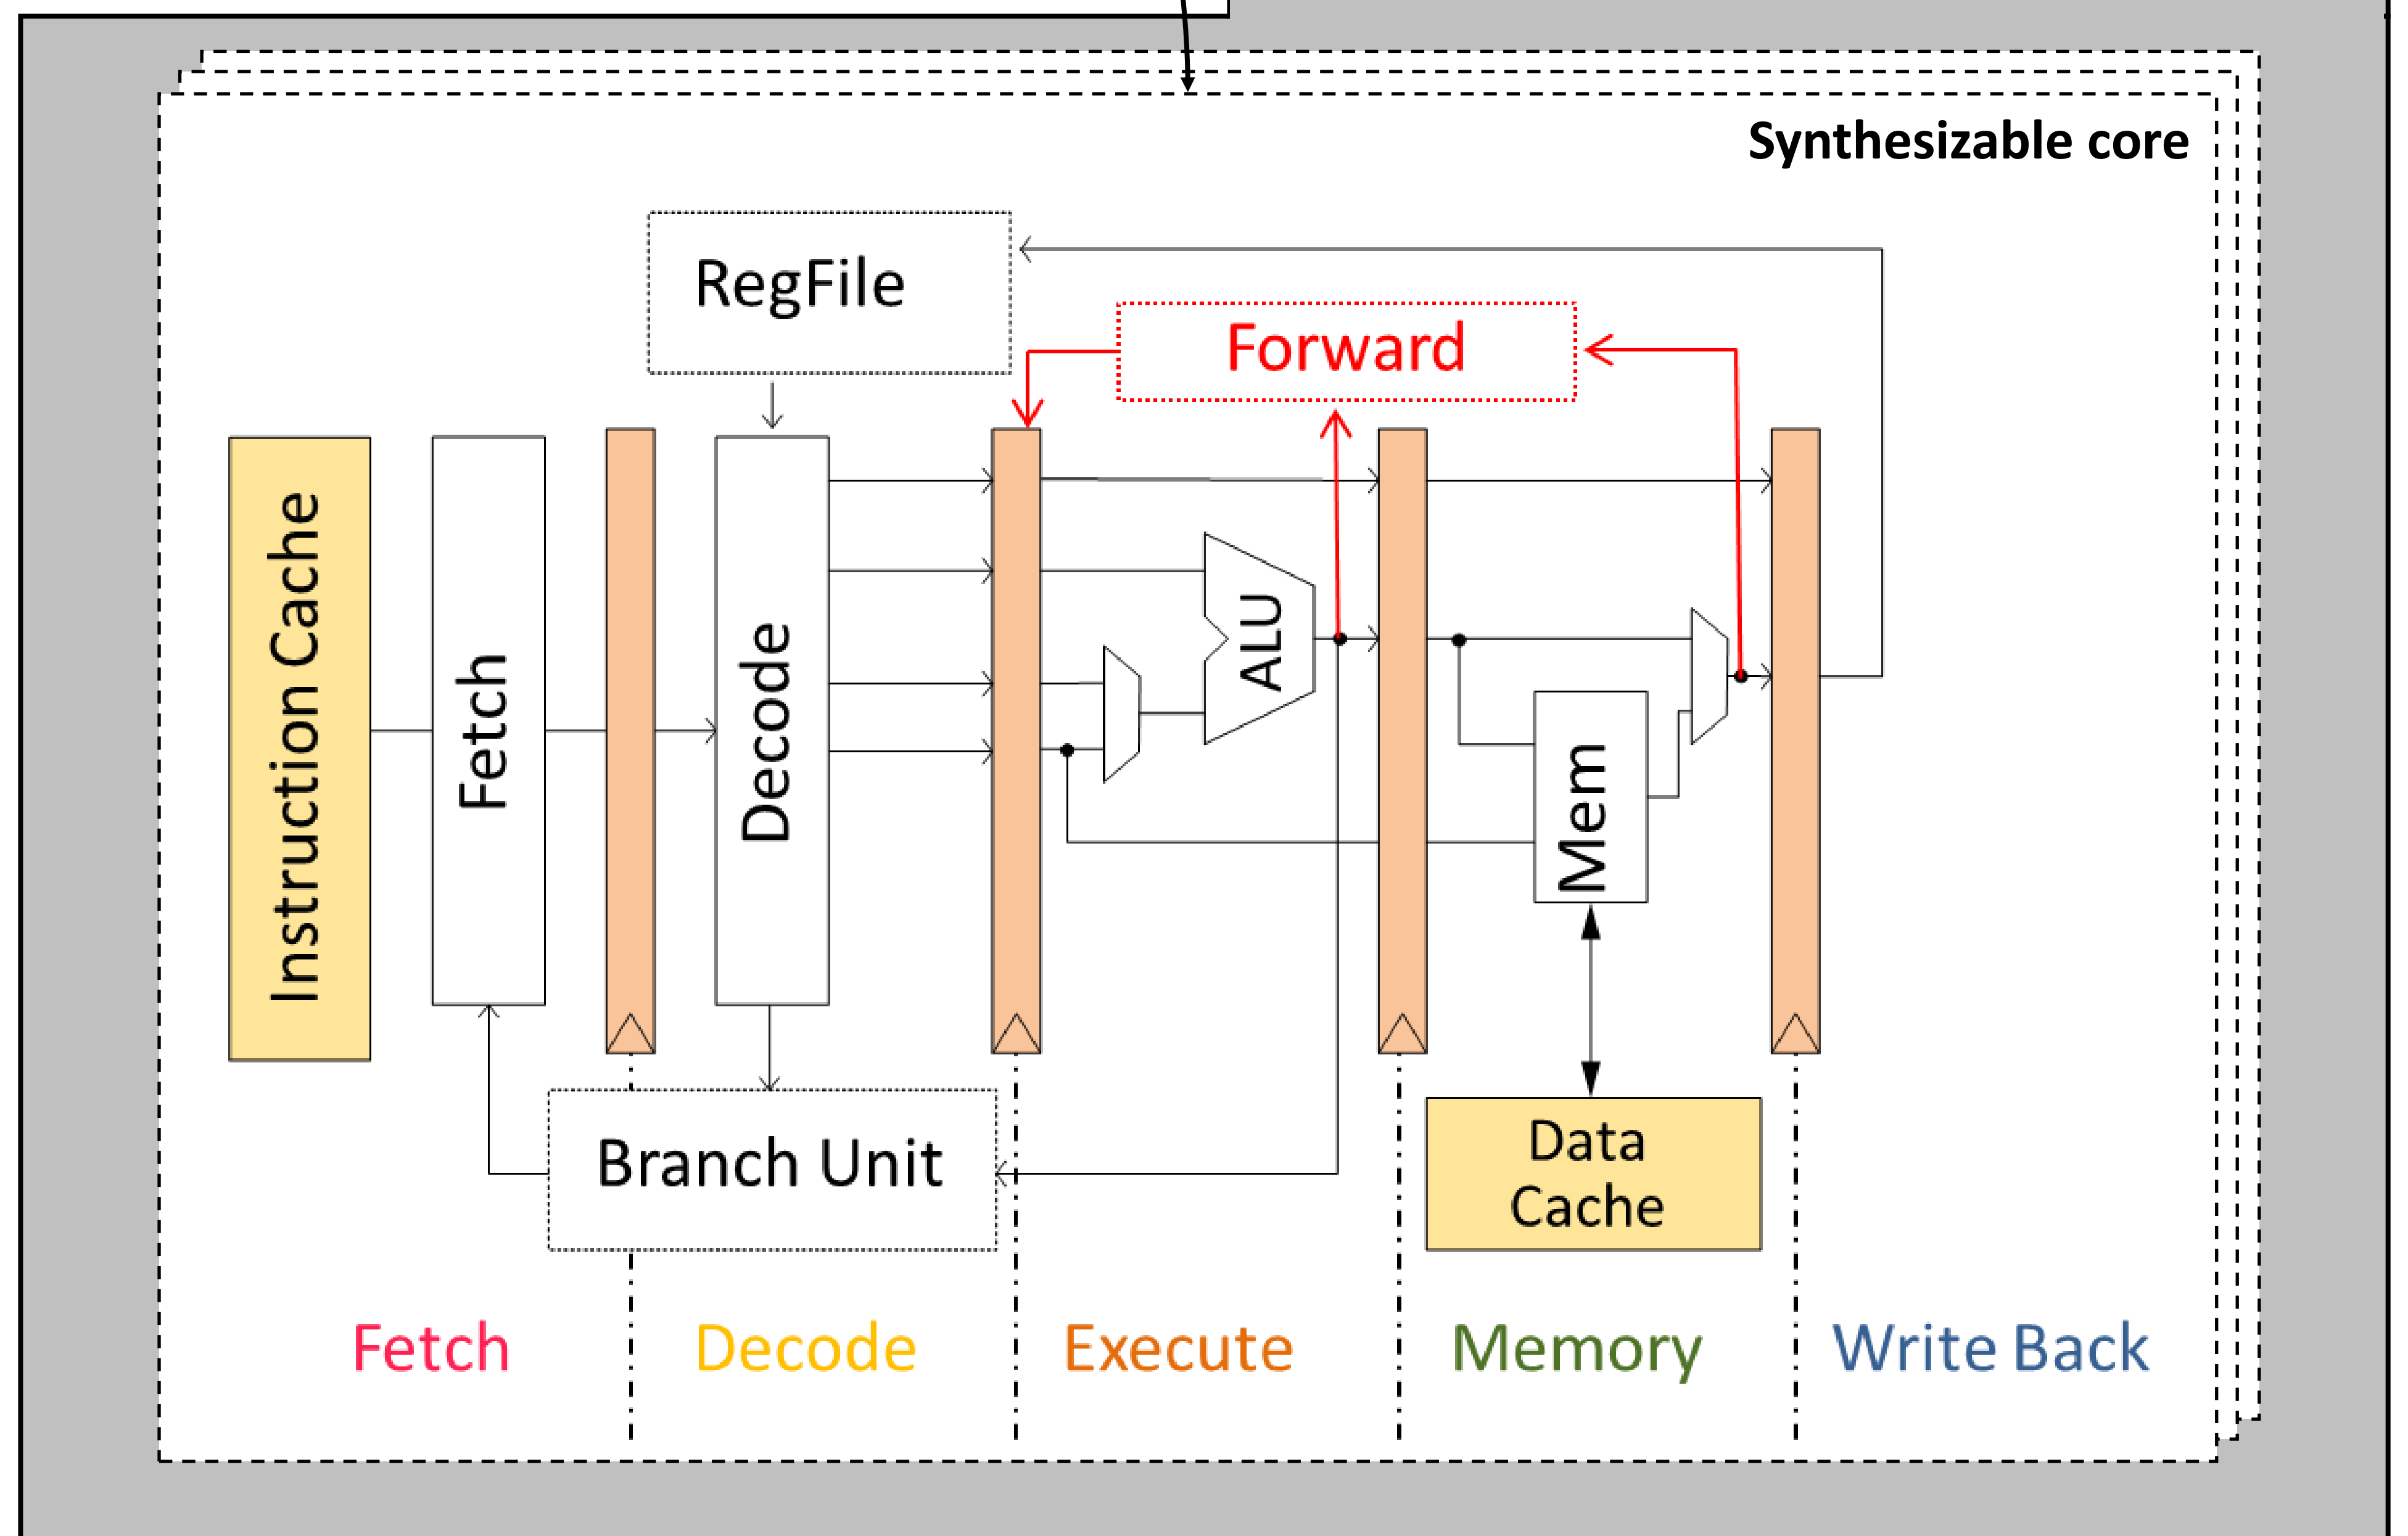 Synthesizable core
RegFile
Forward
Instruction Cache
Fetch
Decode
ALU
Mem
Branch Unit
Data
Cache
Fetch
Decode
Execute
Memory
Write Back